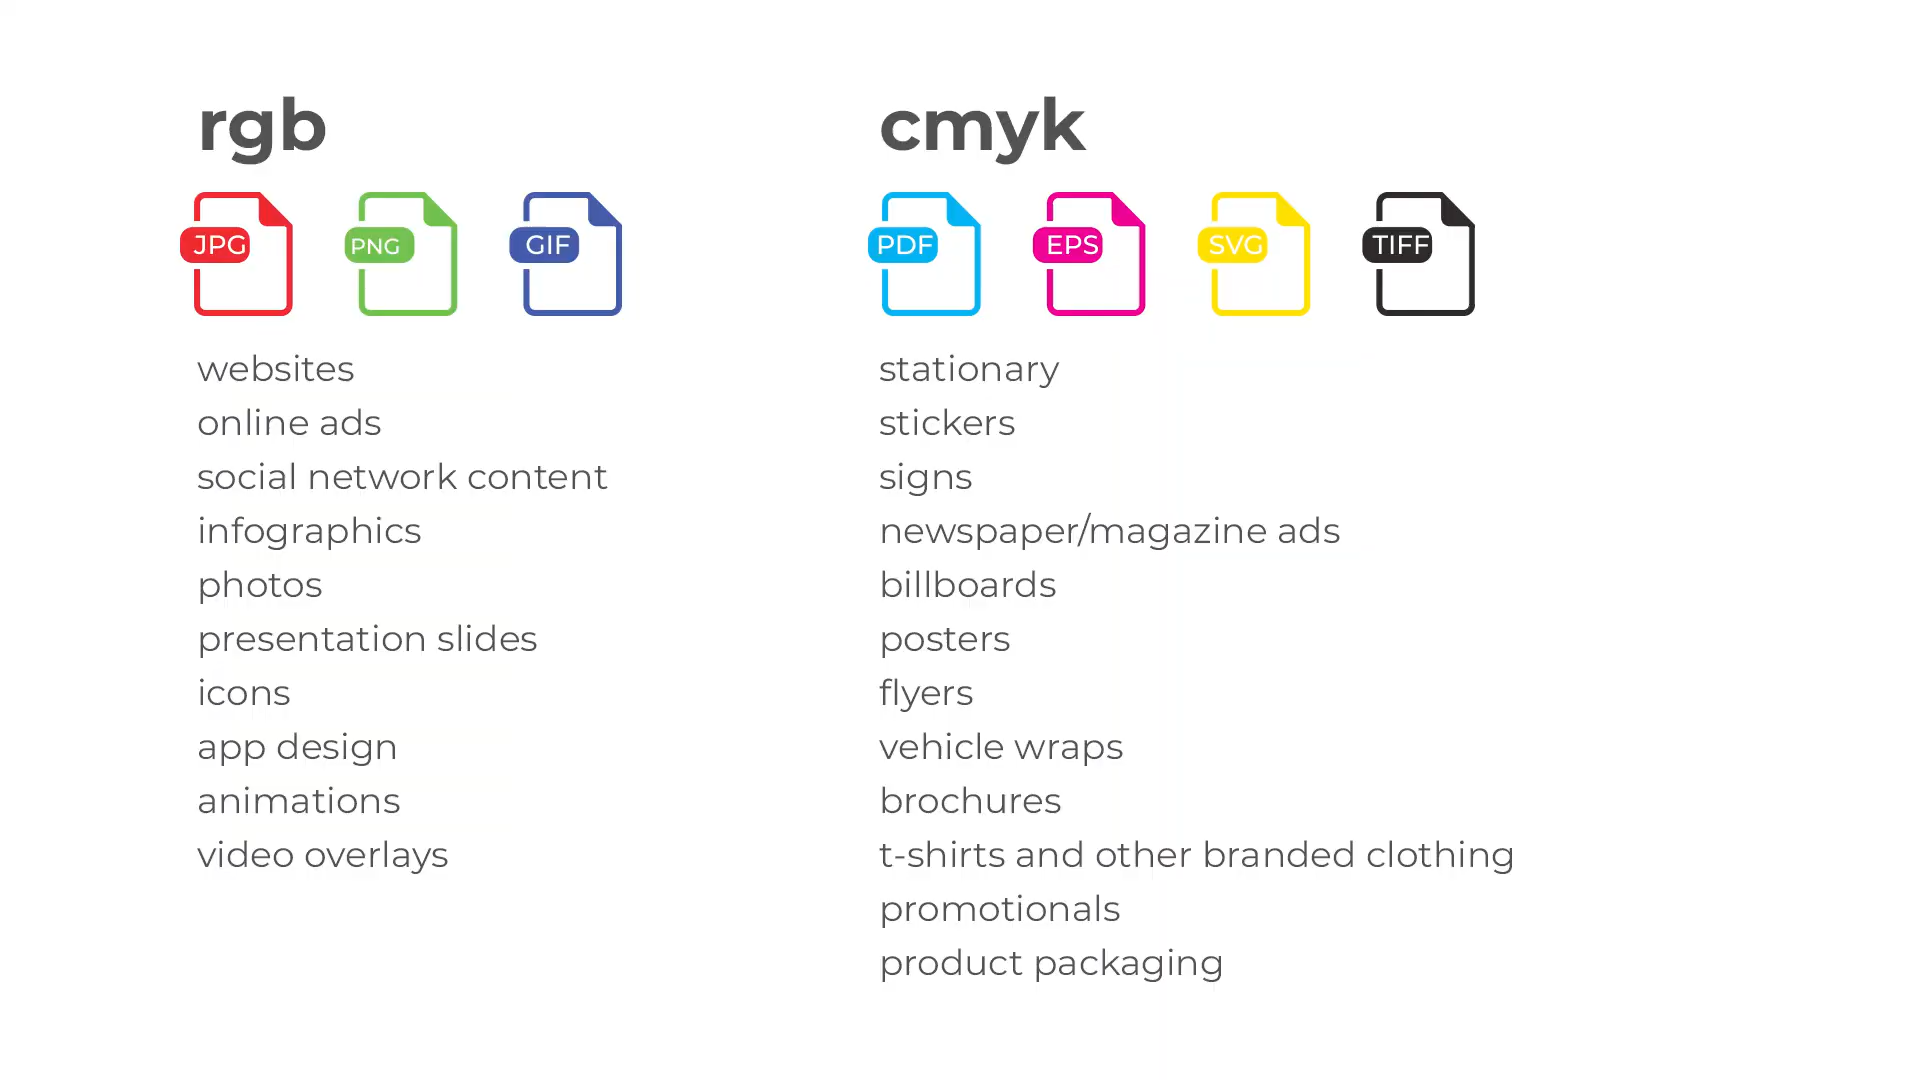 rgb
JPG
PNG
GIF
websites
online ads
social network content
infographics
photos
presentation slides
icons
app design
animations
video overlays
cmyk
PDF
EPS
SVG
TIFF
stationary
stickers
signs
newspaper/magazine ads
billboards
posters
flyers
vehicle wraps
brochures
t-shirts and other branded clothing
promotionals
product packaging